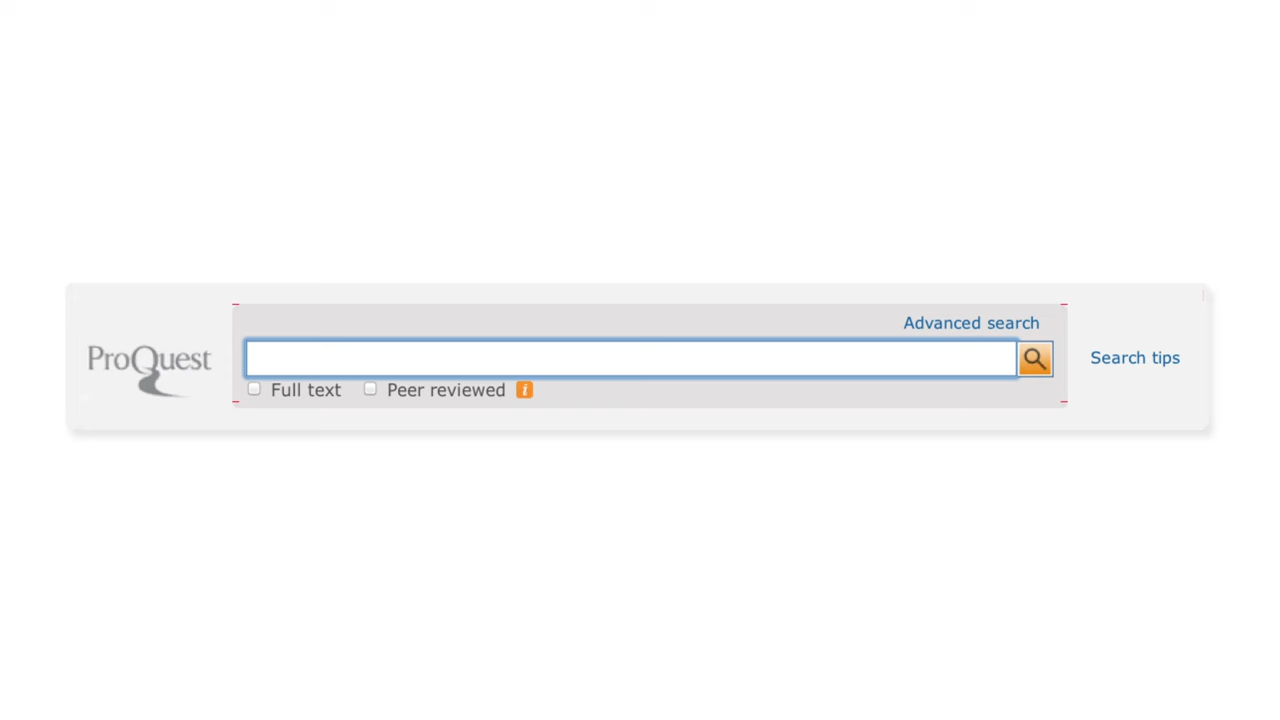 Advanced search
ProQuest
Search tips
Full text Peer reviewed i